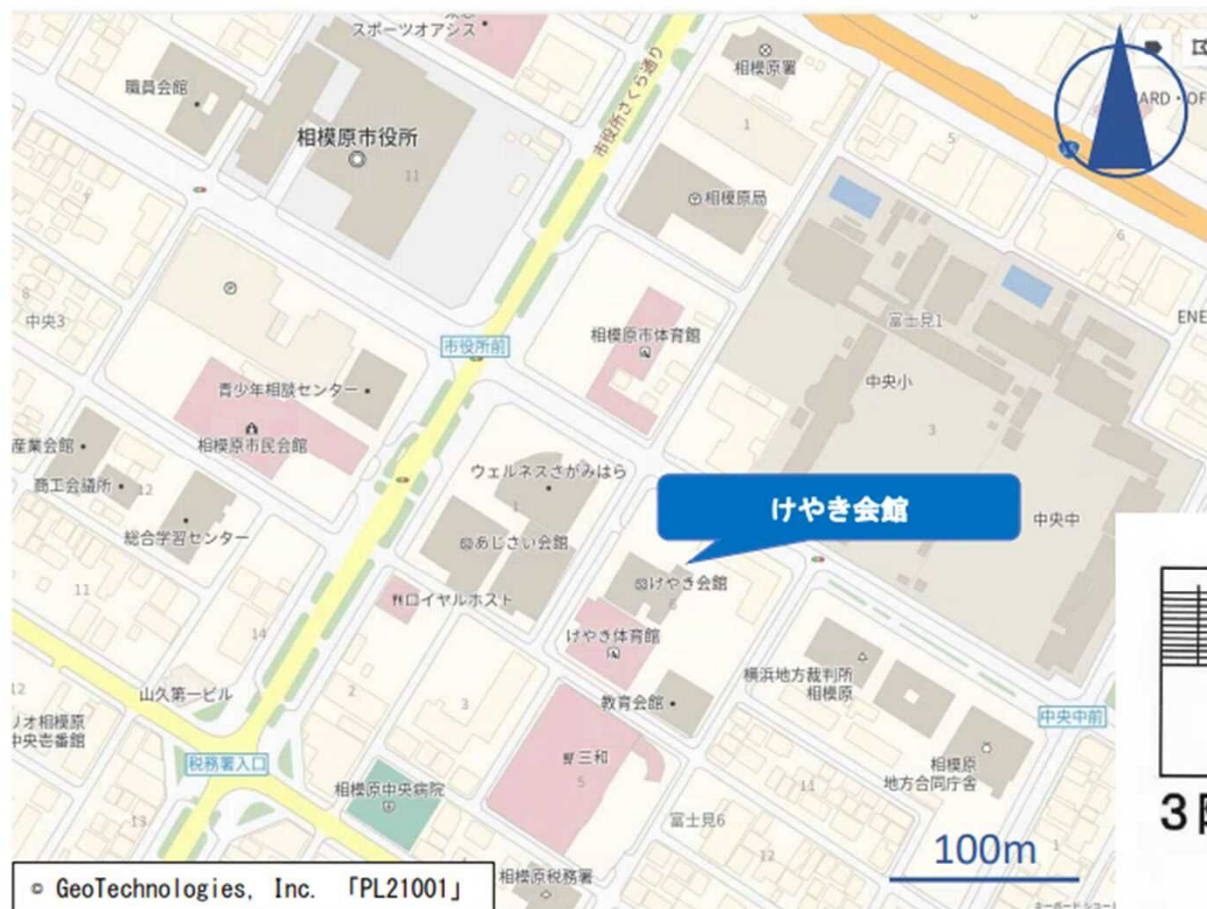 スポーツオアシス
相模原署
職員会館
ARD・OF
市役所さくら通り
相模原市役所
1
5
11
相模原局
6
8
中央3
市役所前
相模原市体育館
富士見1
ENE
中央小
青少年相談センター
3
相模原市民会館
産業会館
ウェルネスさがみはら
商工会議所
12
1
けやき会館
中央中
総合学習センター
あじさい会館
けやき会館
6
11
ロイヤルホスト
14
けやき体育館
横浜地方裁判所
相模原
12
山久第一ビル
2
3
教育会館
中央中前
リオ相模原
中央壱番館
税務署入口
三和
相模原
地方合同庁舎
相模原中央病院
5
11
13
富士見6
3
100m
1
12
© GeoTechnologies, Inc. 「PL21001」
相模原税務署